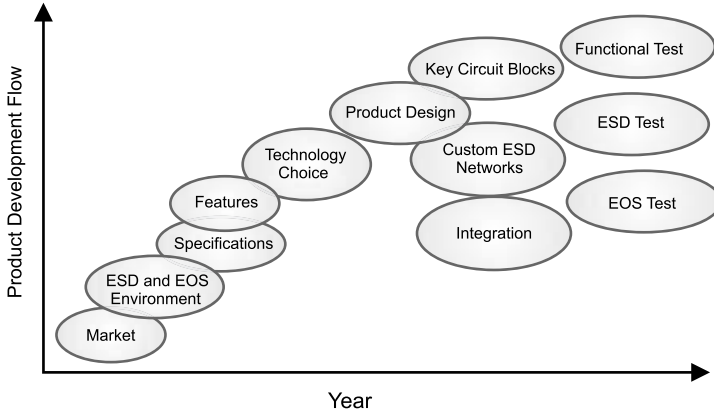 Product Development Flow
Functional Test
Key Circuit Blocks
Product Design
ESD Test
Custom ESD
Networks
Technology
Choice
Features
EOS Test
Specifications
Integration
ESD and EOS
Environment
Market
Year